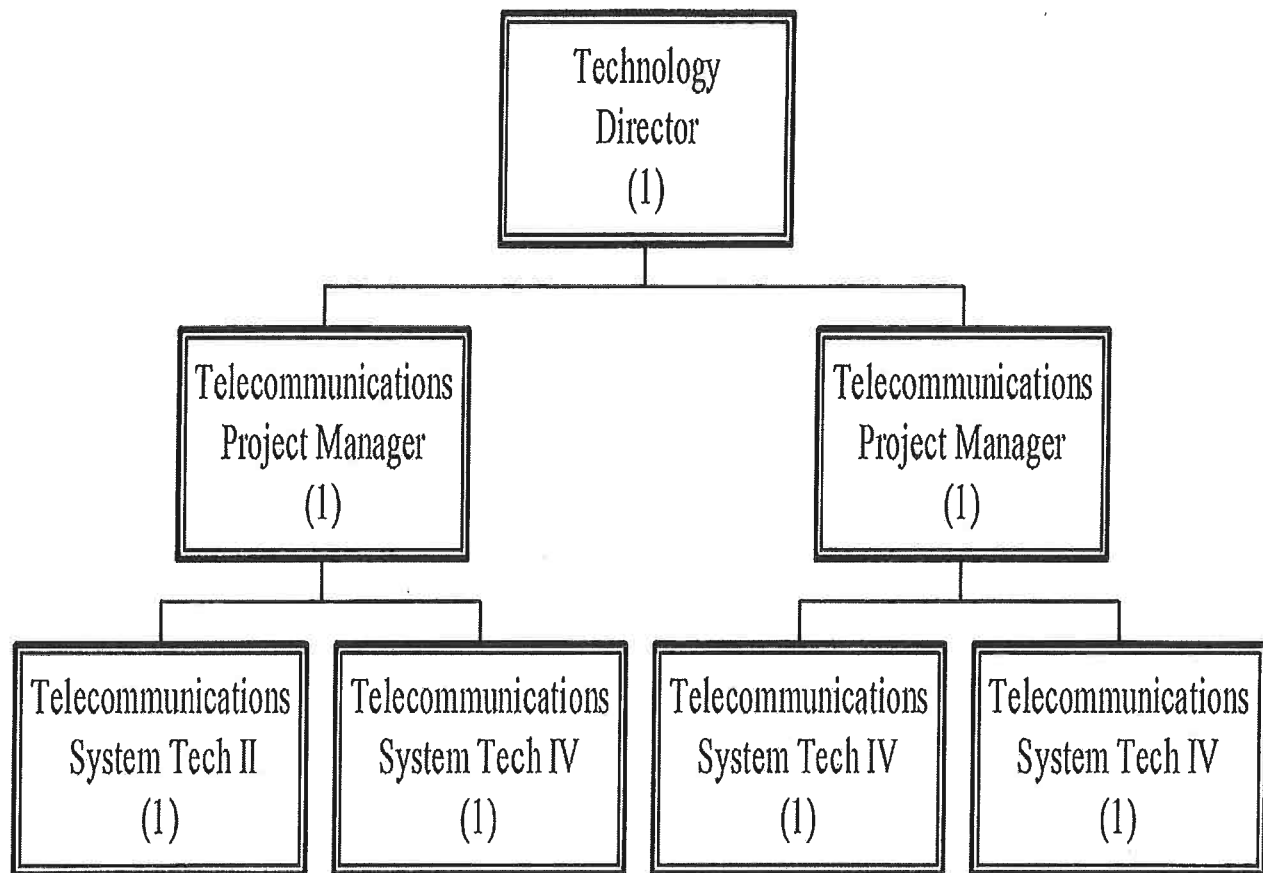 Technology
Director
(1)
Telecommunications
Project Manager
(1)
Telecommunications
Project Manager
(1)
Telecommunications
System Tech II
(1)
Telecommunications
System Tech IV
(1)
Telecommunications
System Tech IV
(1)
Telecommunications
System Tech IV
(1)